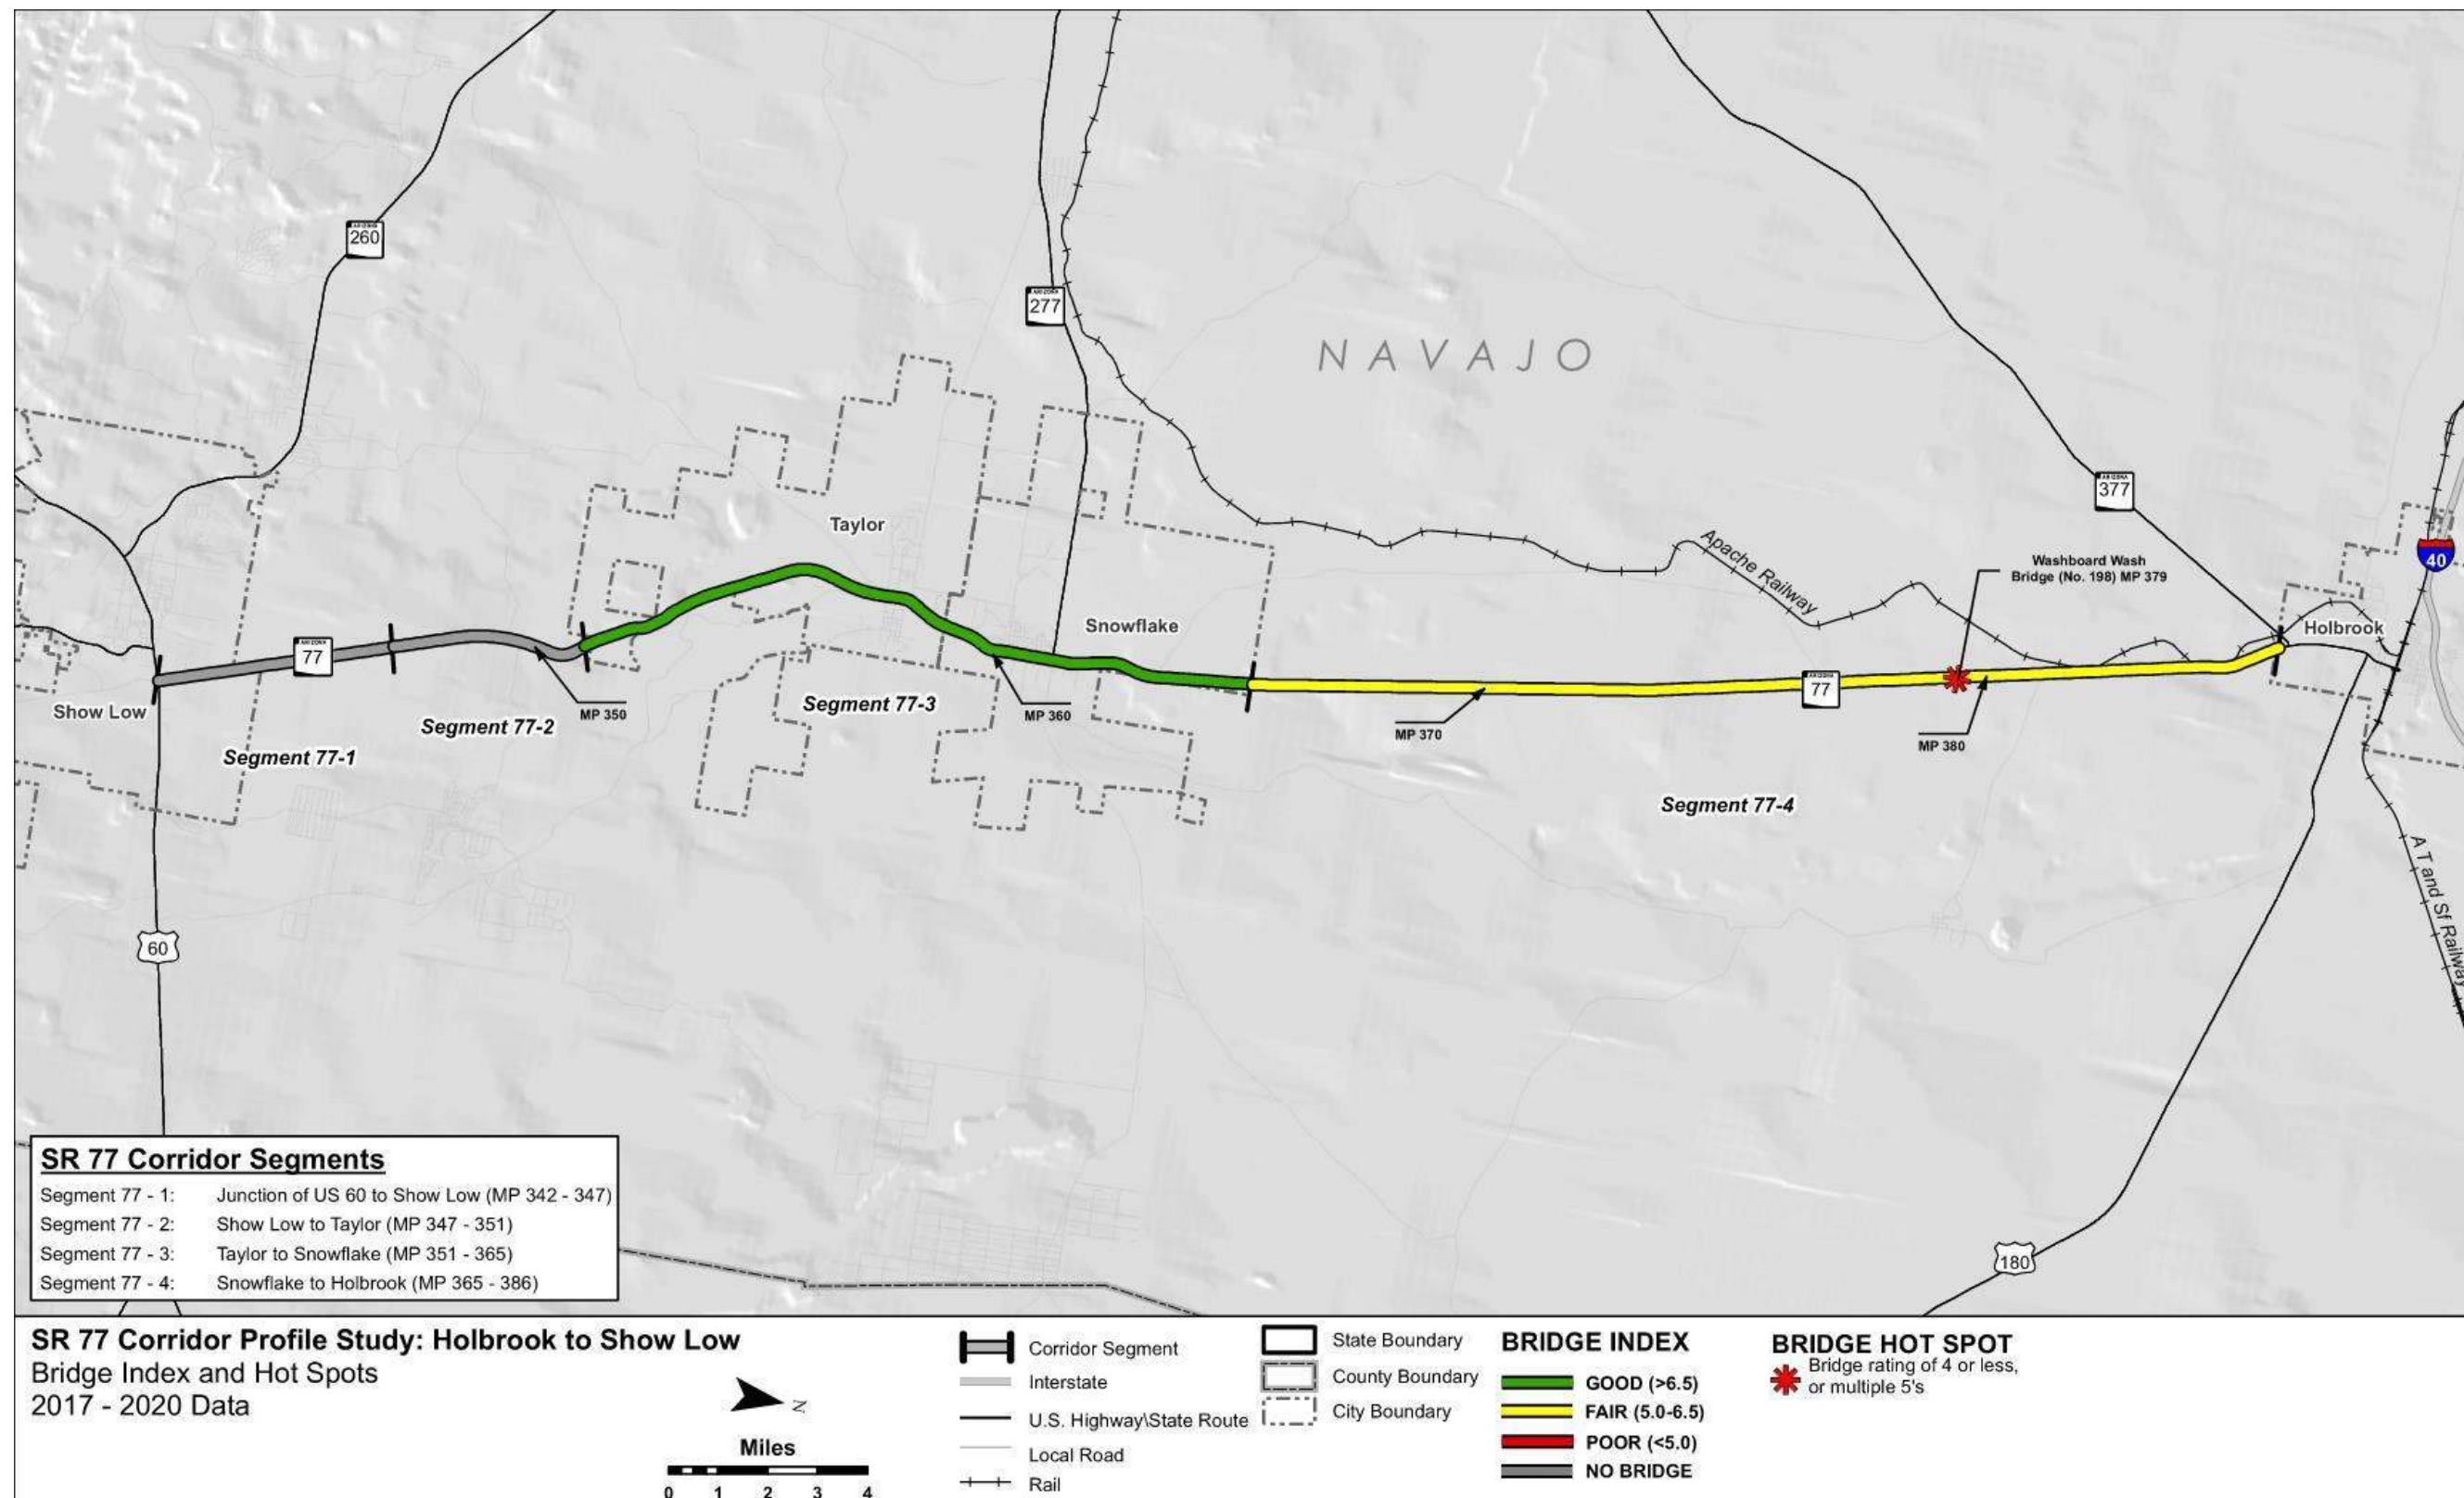 ARIZONA
260
ARIZONA
277
NAVAJO
ARIZONA
377
40
Taylor
Apache Railway
Washboard Wash
Bridge (No. 198) MP 379
Snowflake
Holbrook
ARIZONA
77
ARIZONA
77
Show Low
MP 350
Segment 77-3
MP 360
Segment 77-2
MP 370
MP 380
Segment 77-1
Segment 77-4
A T and Sf Railway
60
180
SR 77 Corridor Segments
Segment 77 - 1: Junction of US 60 to Show Low (MP 342 - 347)
Segment 77 - 2: Show Low to Taylor (MP 347 - 351)
Segment 77 - 3: Taylor to Snowflake (MP 351 - 365)
Segment 77 - 4: Snowflake to Holbrook (MP 365 - 386)
SR 77 Corridor Profile Study: Holbrook to Show Low
Bridge Index and Hot Spots
2017 - 2020 Data
N
Miles
0 1 2 3 4
Corridor Segment
Interstate
U.S. Highway\State Route
Local Road
Rail
State Boundary
County Boundary
City Boundary
BRIDGE INDEX
GOOD (>6.5)
FAIR (5.0-6.5)
POOR (<5.0)
NO BRIDGE
BRIDGE HOT SPOT
Bridge rating of 4 or less,
or multiple 5's